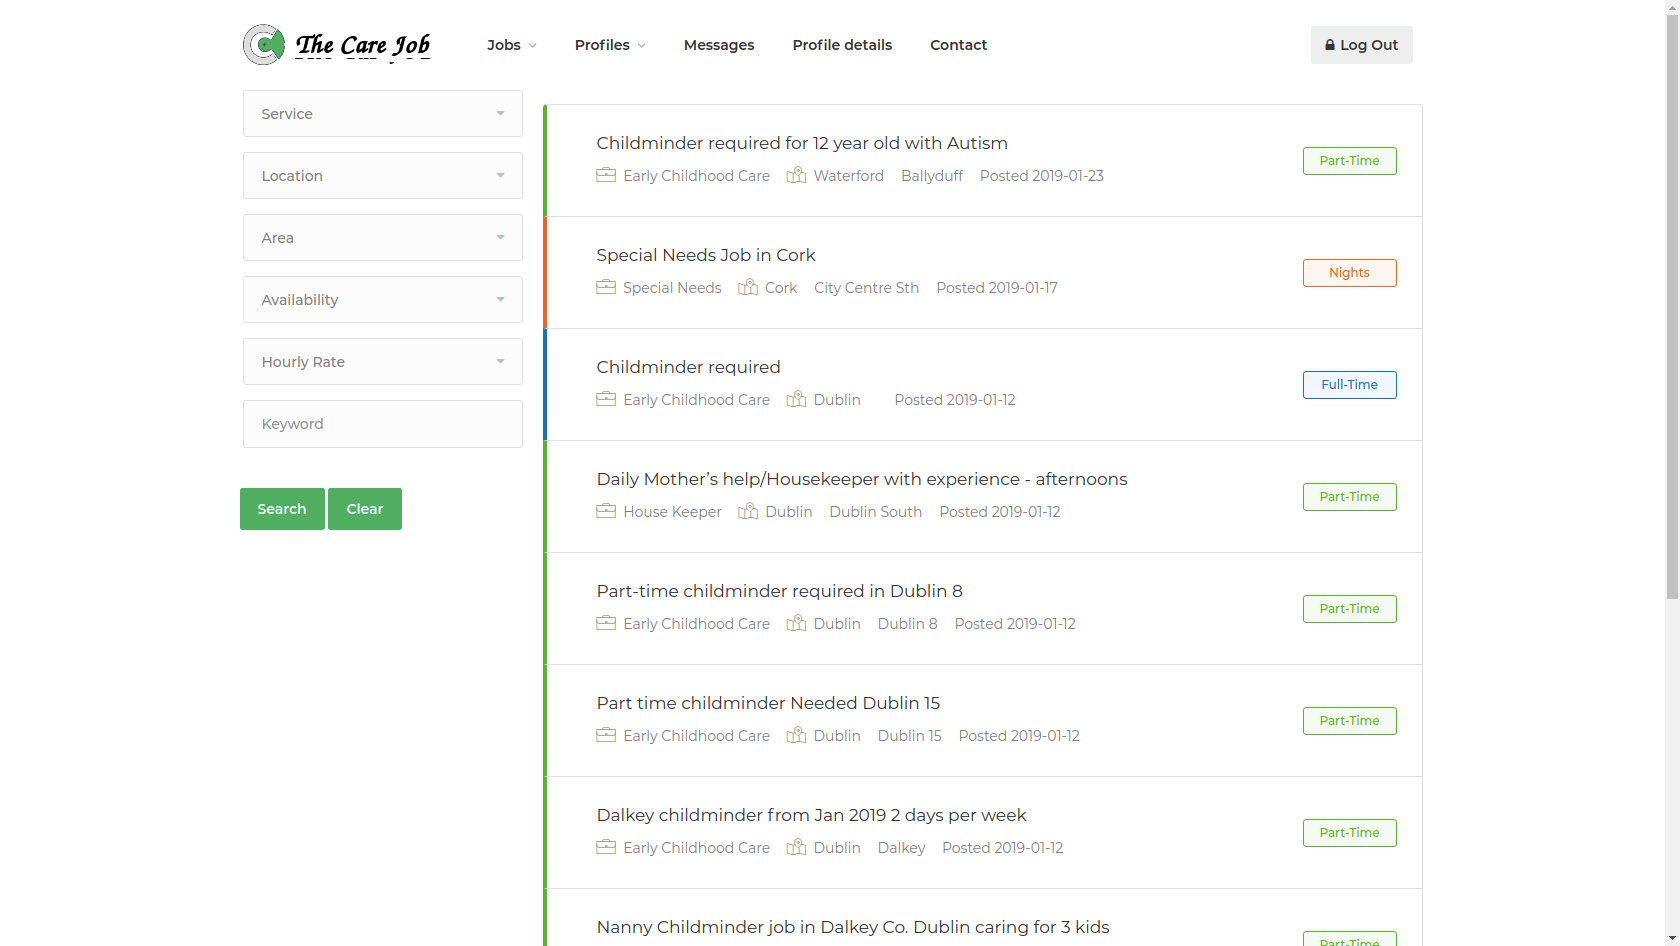 The Care Job
Jobs
Profiles
Messages
Profile details
Contact
Log Out
Service
Location
Area
Availability
Hourly Rate
Keyword
Search
Clear
Childminder required for 12 year old with Autism
Early Childhood Care Waterford Ballyduff Posted 2019-01-23
Part-Time
Special Needs Job in Cork
Special Needs Cork City Centre Sth Posted 2019-01-17
Nights
Childminder required
Early Childhood Care Dublin Posted 2019-01-12
Full-Time
Daily Mother’s help/Housekeeper with experience - afternoons
House Keeper Dublin Dublin South Posted 2019-01-12
Part-Time
Part-time childminder required in Dublin 8
Early Childhood Care Dublin Dublin 8 Posted 2019-01-12
Part-Time
Part time childminder Needed Dublin 15
Early Childhood Care Dublin Dublin 15 Posted 2019-01-12
Part-Time
Dalkey childminder from Jan 2019 2 days per week
Early Childhood Care Dublin Dalkey Posted 2019-01-12
Part-Time
Nanny Childminder job in Dalkey Co. Dublin caring for 3 kids
Part-Time